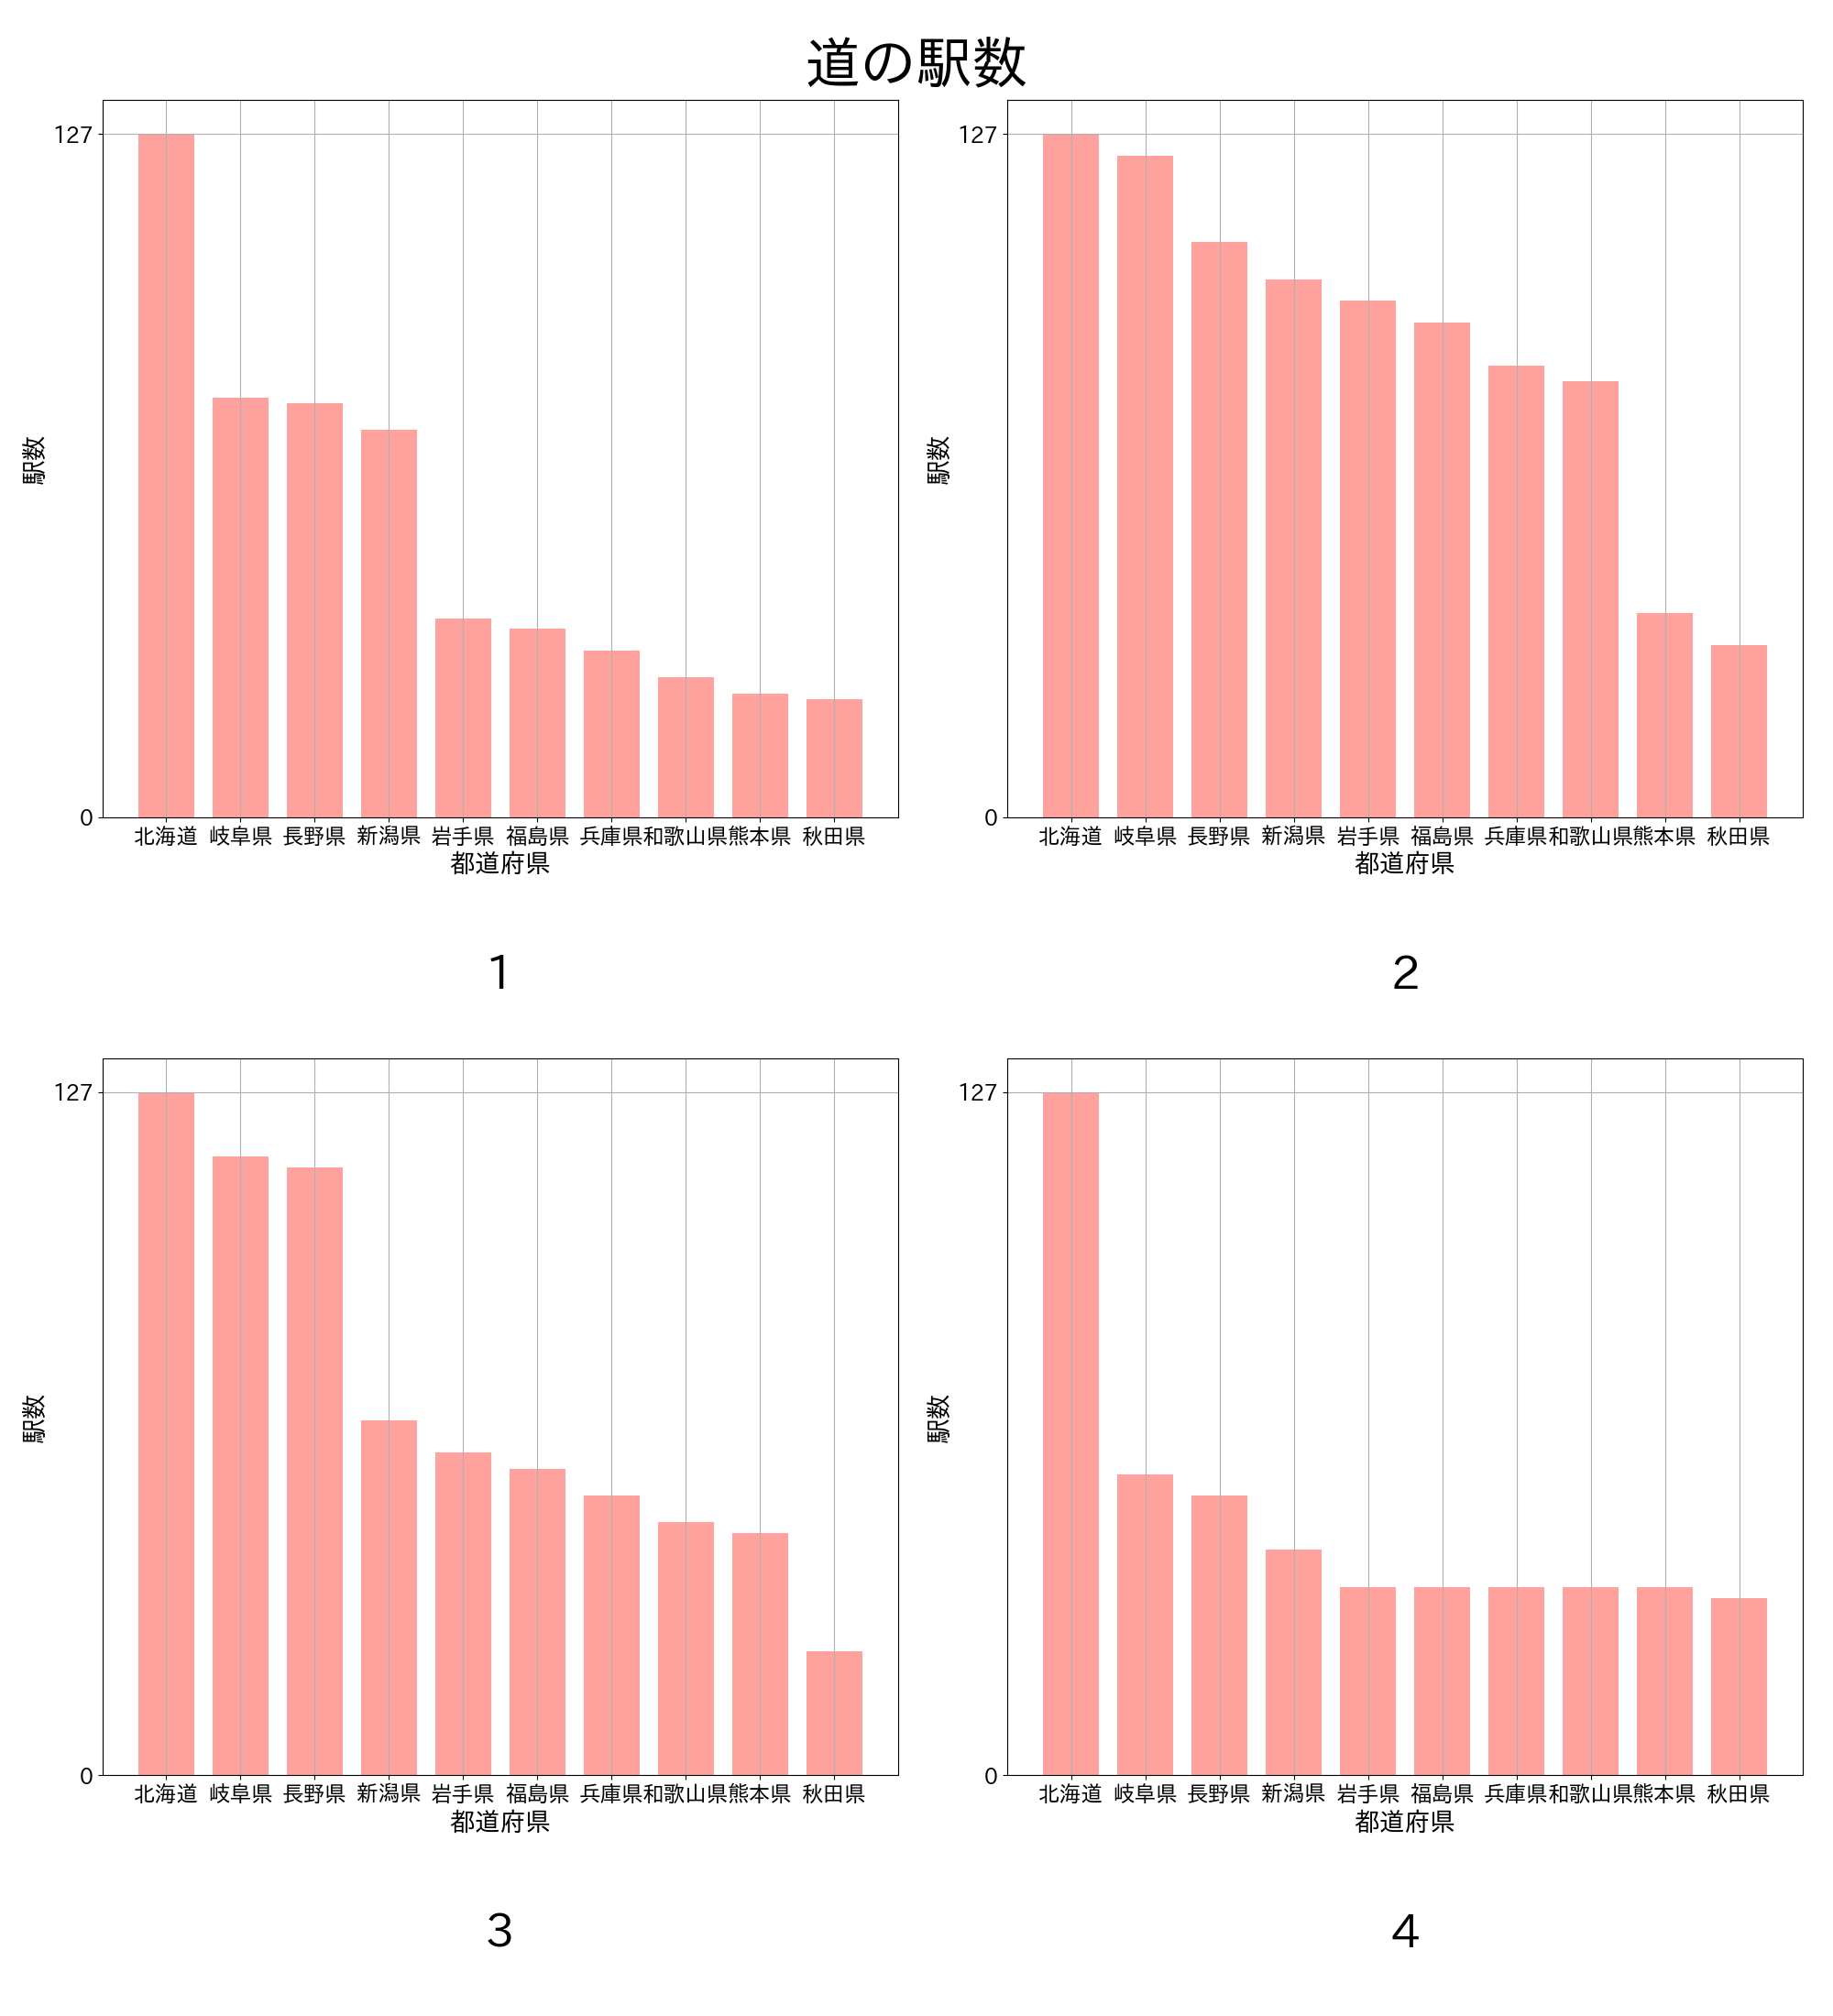 道の駅数
127
0
駅数
北海道 岐阜県 長野県 新潟県 岩手県 福島県 兵庫県 和歌山県 熊本県 秋田県
都道府県
1
127
0
駅数
北海道 岐阜県 長野県 新潟県 岩手県 福島県 兵庫県 和歌山県 熊本県 秋田県
都道府県
2
127
0
駅数
北海道 岐阜県 長野県 新潟県 岩手県 福島県 兵庫県 和歌山県 熊本県 秋田県
都道府県
3
127
0
駅数
北海道 岐阜県 長野県 新潟県 岩手県 福島県 兵庫県 和歌山県 熊本県 秋田県
都道府県
4